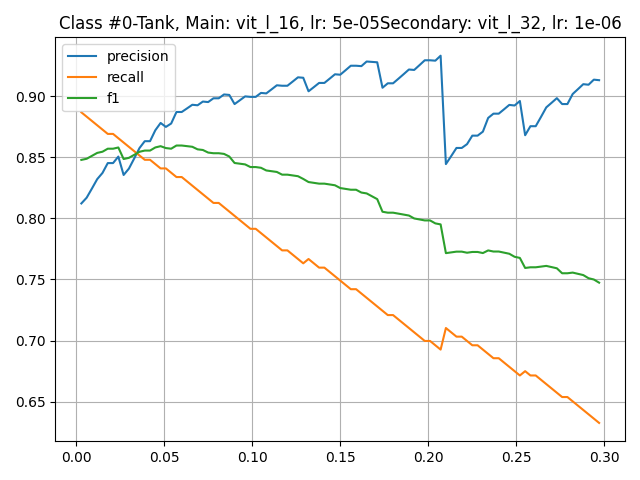 Class #0-Tank, Main: vit_l_16, lr: 5e-05Secondary: vit_l_32, lr: 1e-06
precision
recall
f1
0.90
0.85
0.80
0.75
0.70
0.65
0.00 0.05 0.10 0.15 0.20 0.25 0.30